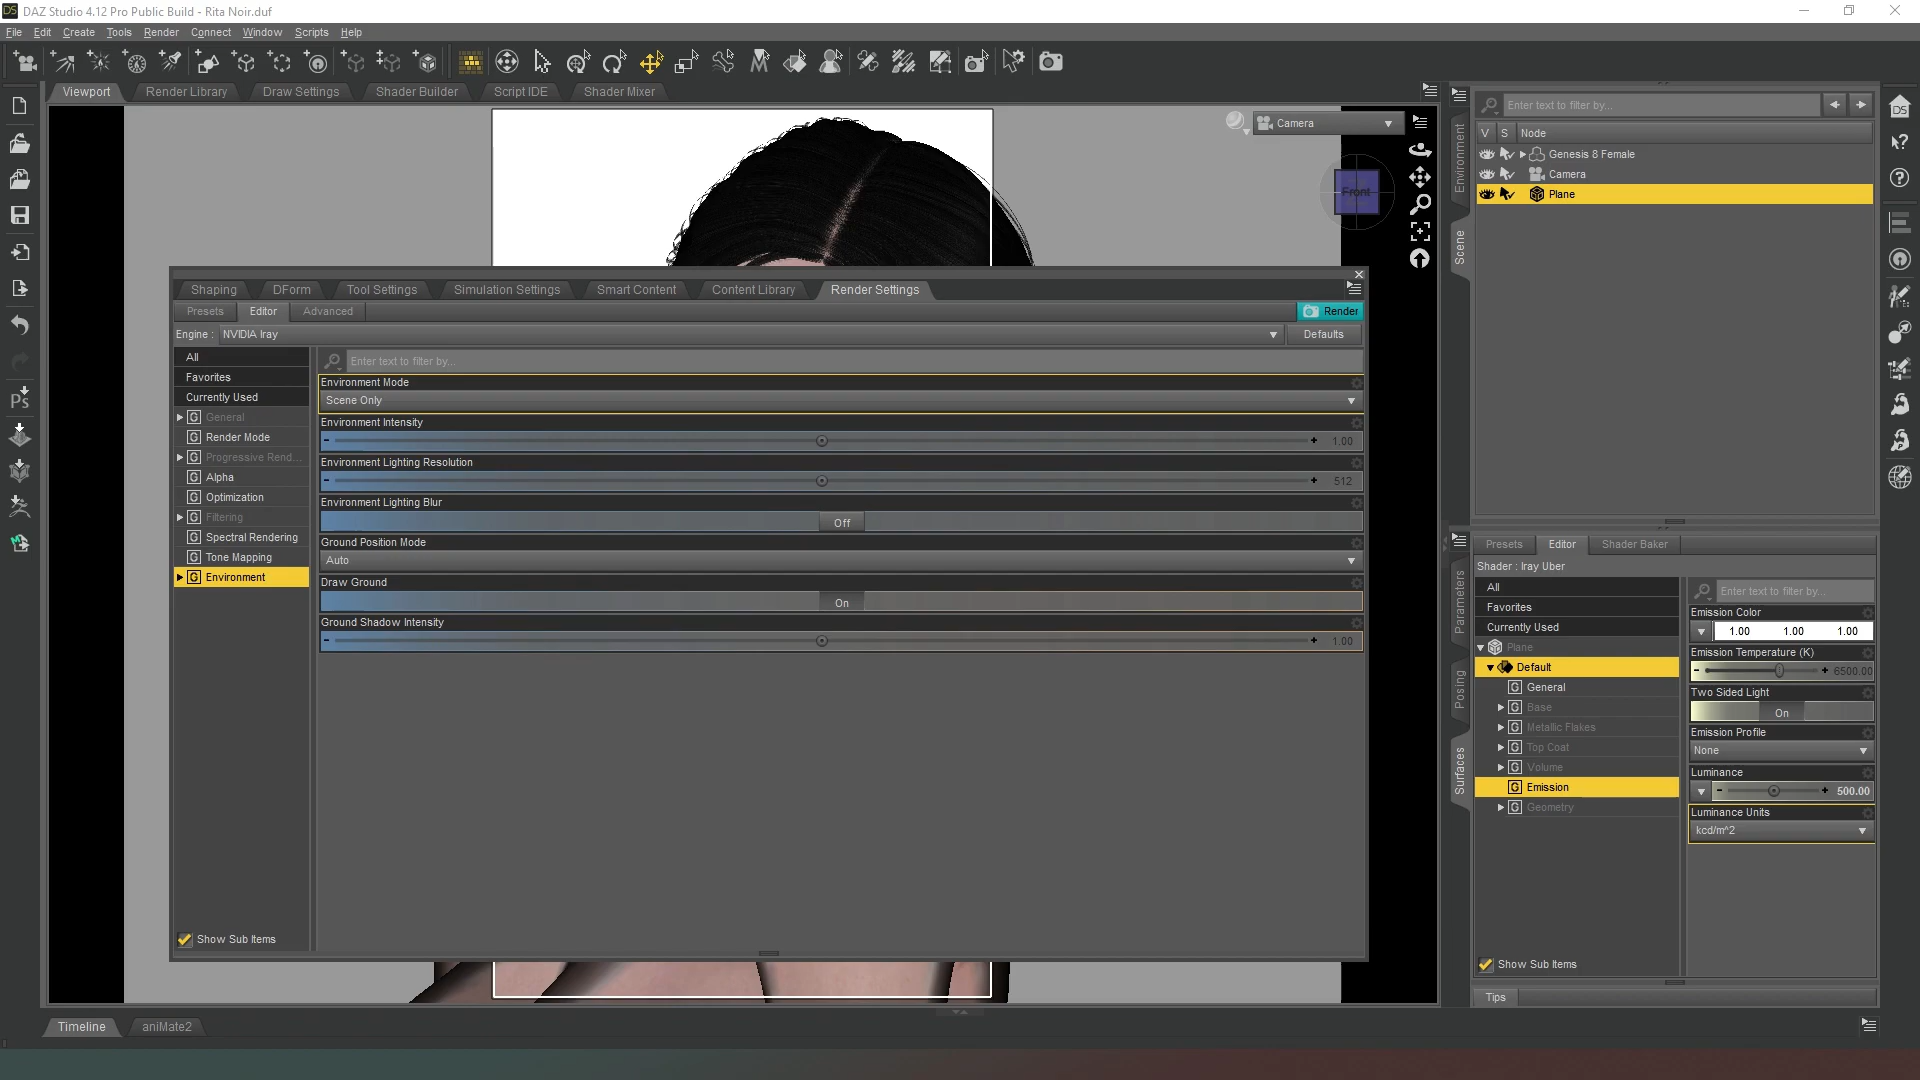 DS DAZ Studio 4.12 Pro Public Build - Rita Noir.duf
File Edit Create Tools Render Connect Window Scripts Help
Viewport Render Library Draw Settings Shader Builder Script IDE Shader Mixer
Camera
Front
Environment
Scene
Enter text to filter by...
V S Node
Genesis 8 Female
Camera
Plane
Shaping DForm Tool Settings Simulation Settings Smart Content Content Library Render Settings
Presets Editor Advanced Render
Engine : NVIDIA Iray Defaults
All
Favorites
Currently Used
G General
G Render Mode
G Progressive Rend...
G Alpha
G Optimization
G Filtering
G Spectral Rendering
G Tone Mapping
G Environment
Show Sub Items
Enter text to filter by...
Environment Mode
Scene Only
Environment Intensity
- + 1.00
Environment Lighting Resolution
- + 512
Environment Lighting Blur
Off
Ground Position Mode
Auto
Draw Ground
On
Ground Shadow Intensity
- + 1.00
Parameters
Posing
Surfaces
Presets Editor Shader Baker
Shader : Iray Uber
All
Favorites
Currently Used
Plane
Default
G General
G Base
G Metallic Flakes
G Top Coat
G Volume
G Emission
G Geometry
Show Sub Items
Enter text to filter by...
Emission Color
1.00 1.00 1.00
Emission Temperature (K)
- + 6500.00
Two Sided Light
On
Emission Profile
None
Luminance
- + 500.00
Luminance Units
kcd/m^2
Tips
Ps
DS
Timeline aniMate2